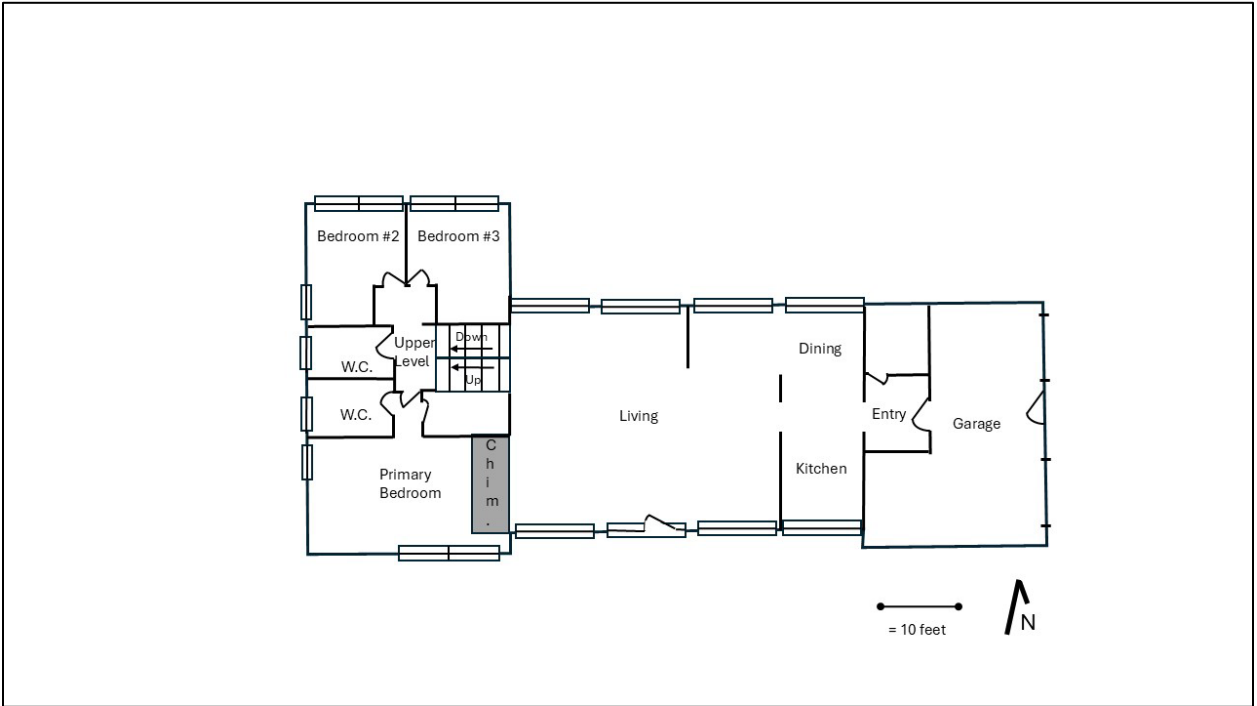 Bedroom #2
Bedroom #3
Down
Upper
Level
Up
W.C.
W.C.
Dining
Living
Entry
Garage
Kitchen
C
h
i
m
.
Primary
Bedroom
= 10 feet
N